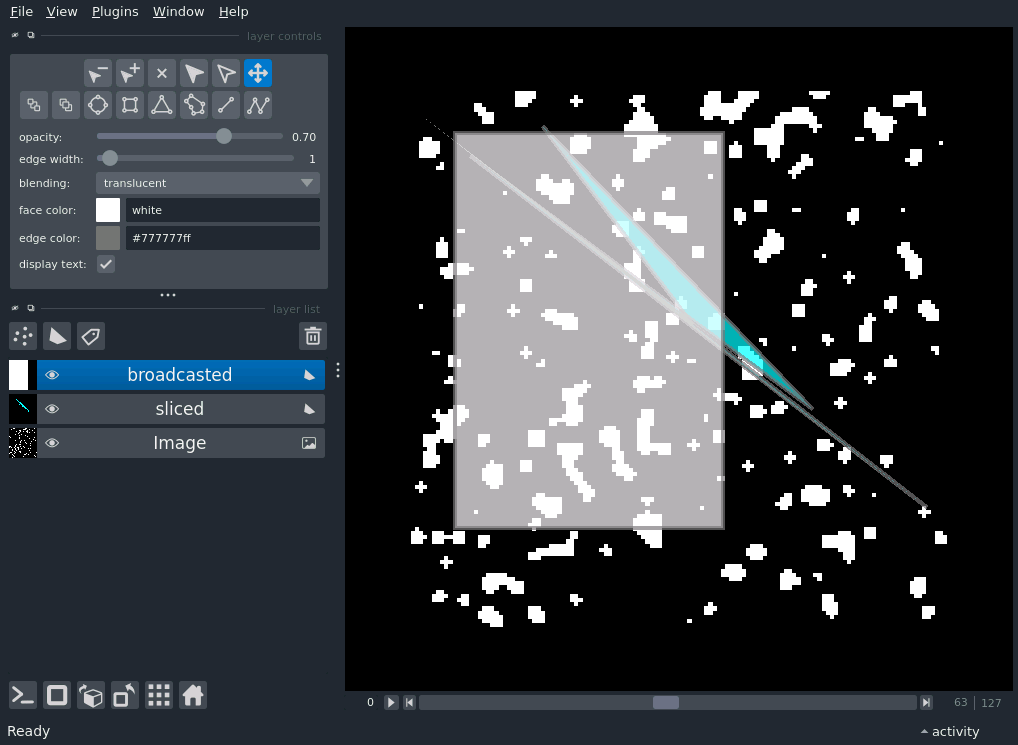 File View Plugins Window Help
layer controls
opacity: 0.70
edge width: 1
blending: translucent
face color: white
edge color: #777777ff
display text:
layer list
broadcasted
sliced
Image
0 63 127
Ready activity